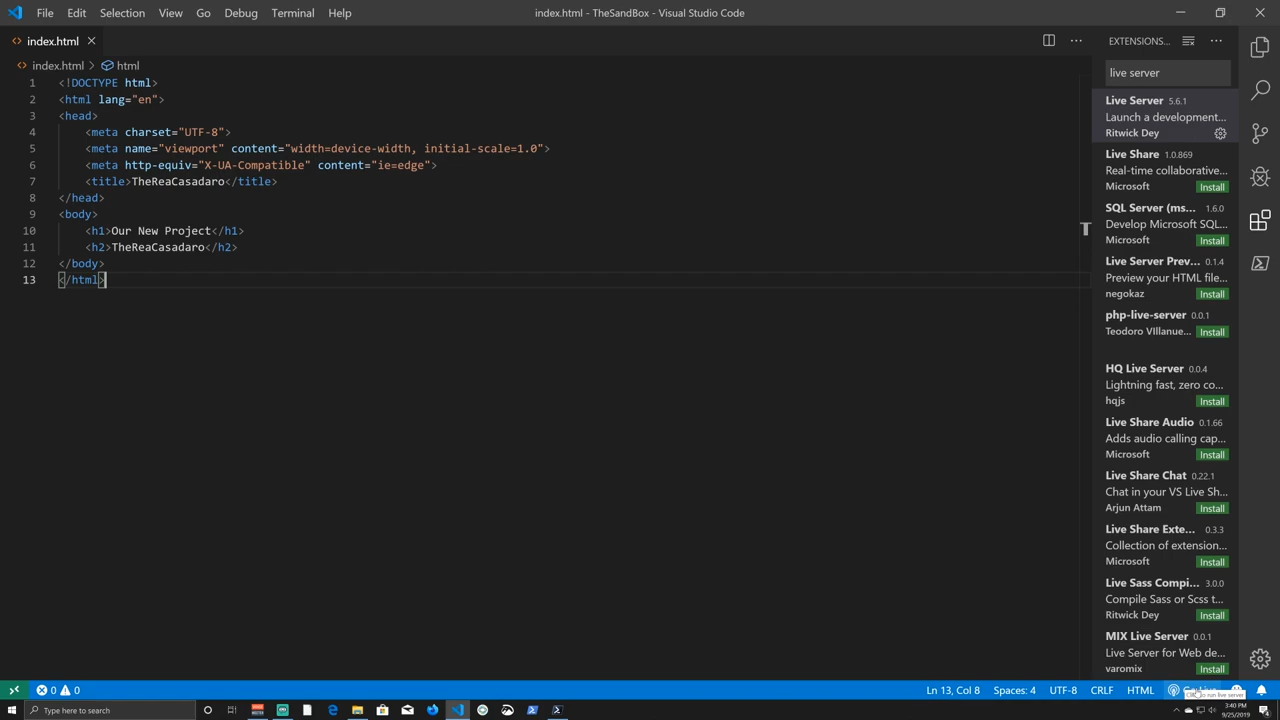 File Edit Selection View Go Debug Terminal Help
index.html - TheSandBox - Visual Studio Code
index.html
index.html > html
1 <!DOCTYPE html>
2 <html lang="en">
3 <head>
4 <meta charset="UTF-8">
5 <meta name="viewport" content="width=device-width, initial-scale=1.0">
6 <meta http-equiv="X-UA-Compatible" content="ie=edge">
7 <title>TheReaCasadaro</title>
8 </head>
9 <body>
10 <h1>Our New Project</h1>
11 <h2>TheReaCasadaro</h2>
12 </body>
13 </html>
EXTENSIONS...
live server
Live Server 5.6.1
Launch a development...
Ritwick Dey
Live Share 1.0.869
Real-time collaborative...
Microsoft Install
SQL Server (ms... 1.6.0
Develop Microsoft SQL...
Microsoft Install
Live Server Prev... 0.1.4
Preview your HTML file...
negokaz Install
php-live-server 0.0.1
Teodoro VIllanue... Install
HQ Live Server 0.0.4
Lightning fast, zero co...
hqjs Install
Live Share Audio 0.1.66
Adds audio calling cap...
Microsoft Install
Live Share Chat 0.22.1
Chat in your VS Live Sh...
Arjun Attam Install
Live Share Exte... 0.3.3
Collection of extension...
Microsoft Install
Live Sass Compi... 3.0.0
Compile Sass or Scss t...
Ritwick Dey Install
MIX Live Server 0.0.1
Live Server for Web de...
varomix Install
0 0
Ln 13, Col 8 Spaces: 4 UTF-8 CRLF HTML
run live server
Type here to search
3:40 PM
9/25/2019